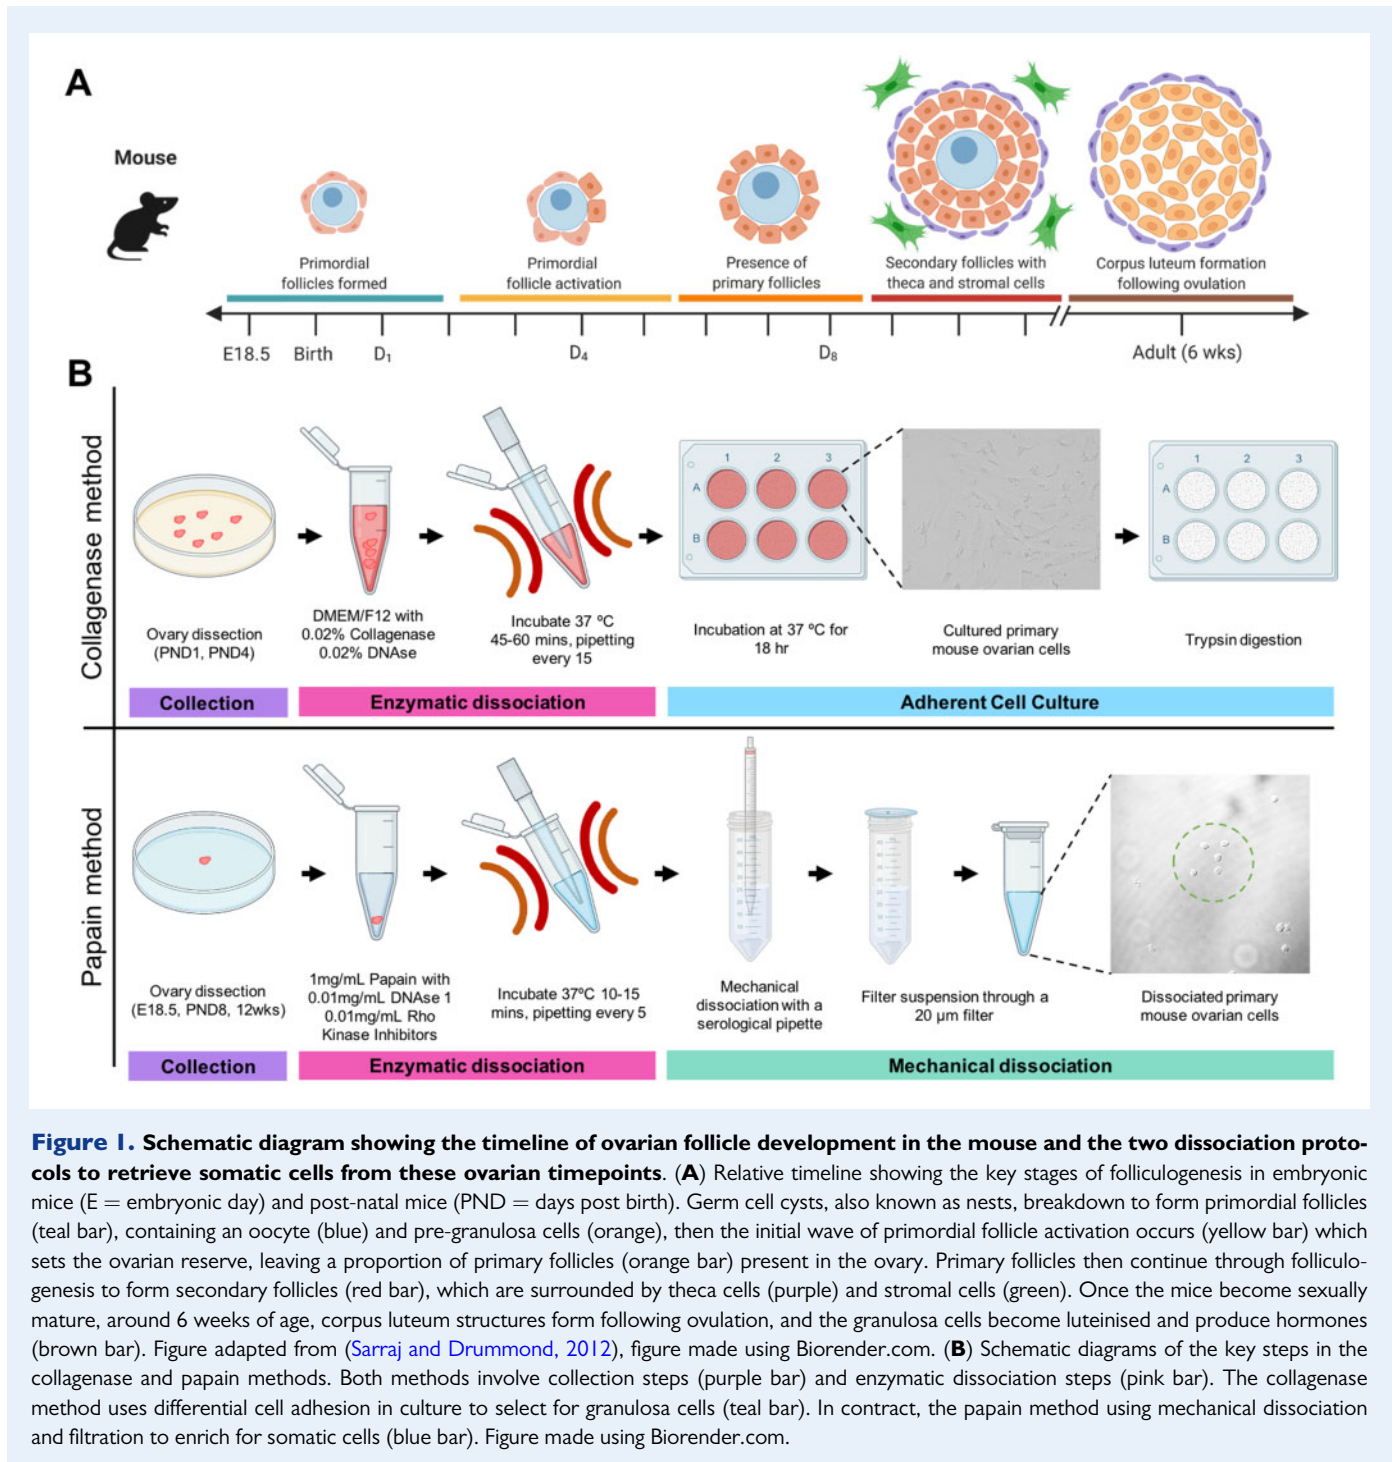 A
Mouse
Primordial
follicles formed
Primordial
follicle activation
Presence of
primary follicles
Secondary follicles with
theca and stromal cells
Corpus luteum formation
following ovulation
E18.5 Birth D1 D4 D8 Adult (6 wks)
B
Collagenase method
1 2 3
A
B
1 2 3
A
B
Ovary dissection
(PND1, PND4)
DMEM/F12 with
0.02% Collagenase
0.02% DNAse
Incubate 37 ºC
45-60 mins, pipetting
every 15
Incubation at 37 ºC for
18 hr
Cultured primary
mouse ovarian cells
Trypsin digestion
Collection
Enzymatic dissociation
Adherent Cell Culture
Papain method
Ovary dissection
(E18.5, PND8, 12wks)
1mg/mL Papain with
0.01mg/mL DNAse 1
0.01mg/mL Rho
Kinase Inhibitors
Incubate 37ºC 10-15
mins, pipetting every 5
Mechanical
dissociation with a
serological pipette
Filter suspension through a
20 µm filter
Dissociated primary
mouse ovarian cells
Collection
Enzymatic dissociation
Mechanical dissociation
Figure 1. Schematic diagram showing the timeline of ovarian follicle development in the mouse and the two dissociation proto-
cols to retrieve somatic cells from these ovarian timepoints. (A) Relative timeline showing the key stages of folliculogenesis in embryonic
mice (E = embryonic day) and post-natal mice (PND = days post birth). Germ cell cysts, also known as nests, breakdown to form primordial follicles
(teal bar), containing an oocyte (blue) and pre-granulosa cells (orange), then the initial wave of primordial follicle activation occurs (yellow bar) which
sets the ovarian reserve, leaving a proportion of primary follicles (orange bar) present in the ovary. Primary follicles then continue through folliculo-
genesis to form secondary follicles (red bar), which are surrounded by theca cells (purple) and stromal cells (green). Once the mice become sexually
mature, around 6 weeks of age, corpus luteum structures form following ovulation, and the granulosa cells become luteinised and produce hormones
(brown bar). Figure adapted from (Sarraj and Drummond, 2012), figure made using Biorender.com. (B) Schematic diagrams of the key steps in the
collagenase and papain methods. Both methods involve collection steps (purple bar) and enzymatic dissociation steps (pink bar). The collagenase
method uses differential cell adhesion in culture to select for granulosa cells (teal bar). In contract, the papain method using mechanical dissociation
and filtration to enrich for somatic cells (blue bar). Figure made using Biorender.com.